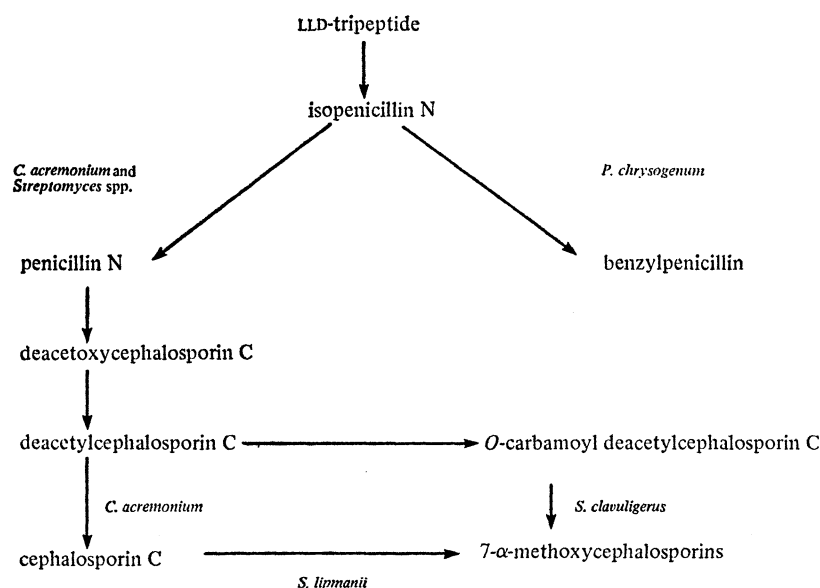 LLD-tripeptide
isopenicillin N
C. acremonium and
Streptomyces spp.
P. chrysogenum
penicillin N
benzylpenicillin
deacetoxycephalosporin C
deacetylcephalosporin C
O-carbamoyl deacetylcephalosporin C
C. acremonium
S. clavuligerus
cephalosporin C
7-α-methoxycephalosporins
S. lipmanii